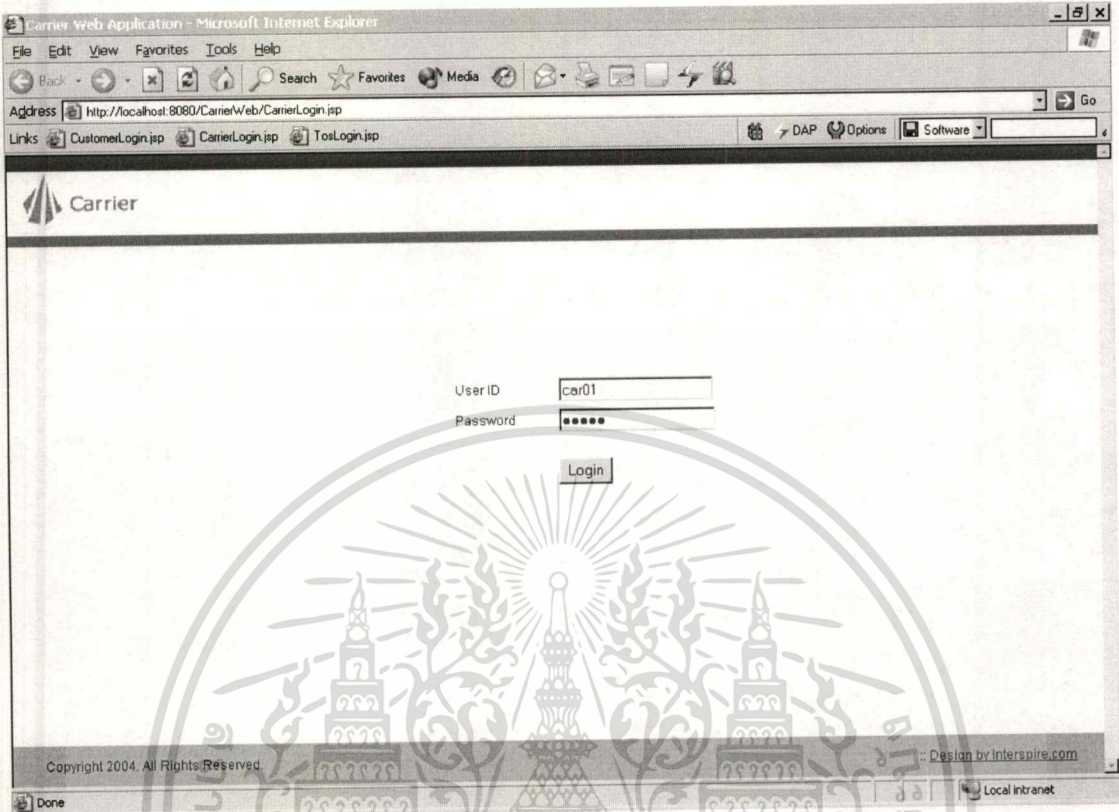 Carrier Web Application - Microsoft Internet Explorer
File Edit View Favorites Tools Help
Back Search Favorites Media
Address http://localhost:8080/CarrierWeb/CarrierLogin.jsp Go
Links CustomerLogin.jsp CarrierLogin.jsp TosLogin.jsp DAP Options Software
Carrier
User ID car01
Password •••••
Login
Copyright 2004. All Rights Reserved. :: Design by Interspire.com
Done Local intranet